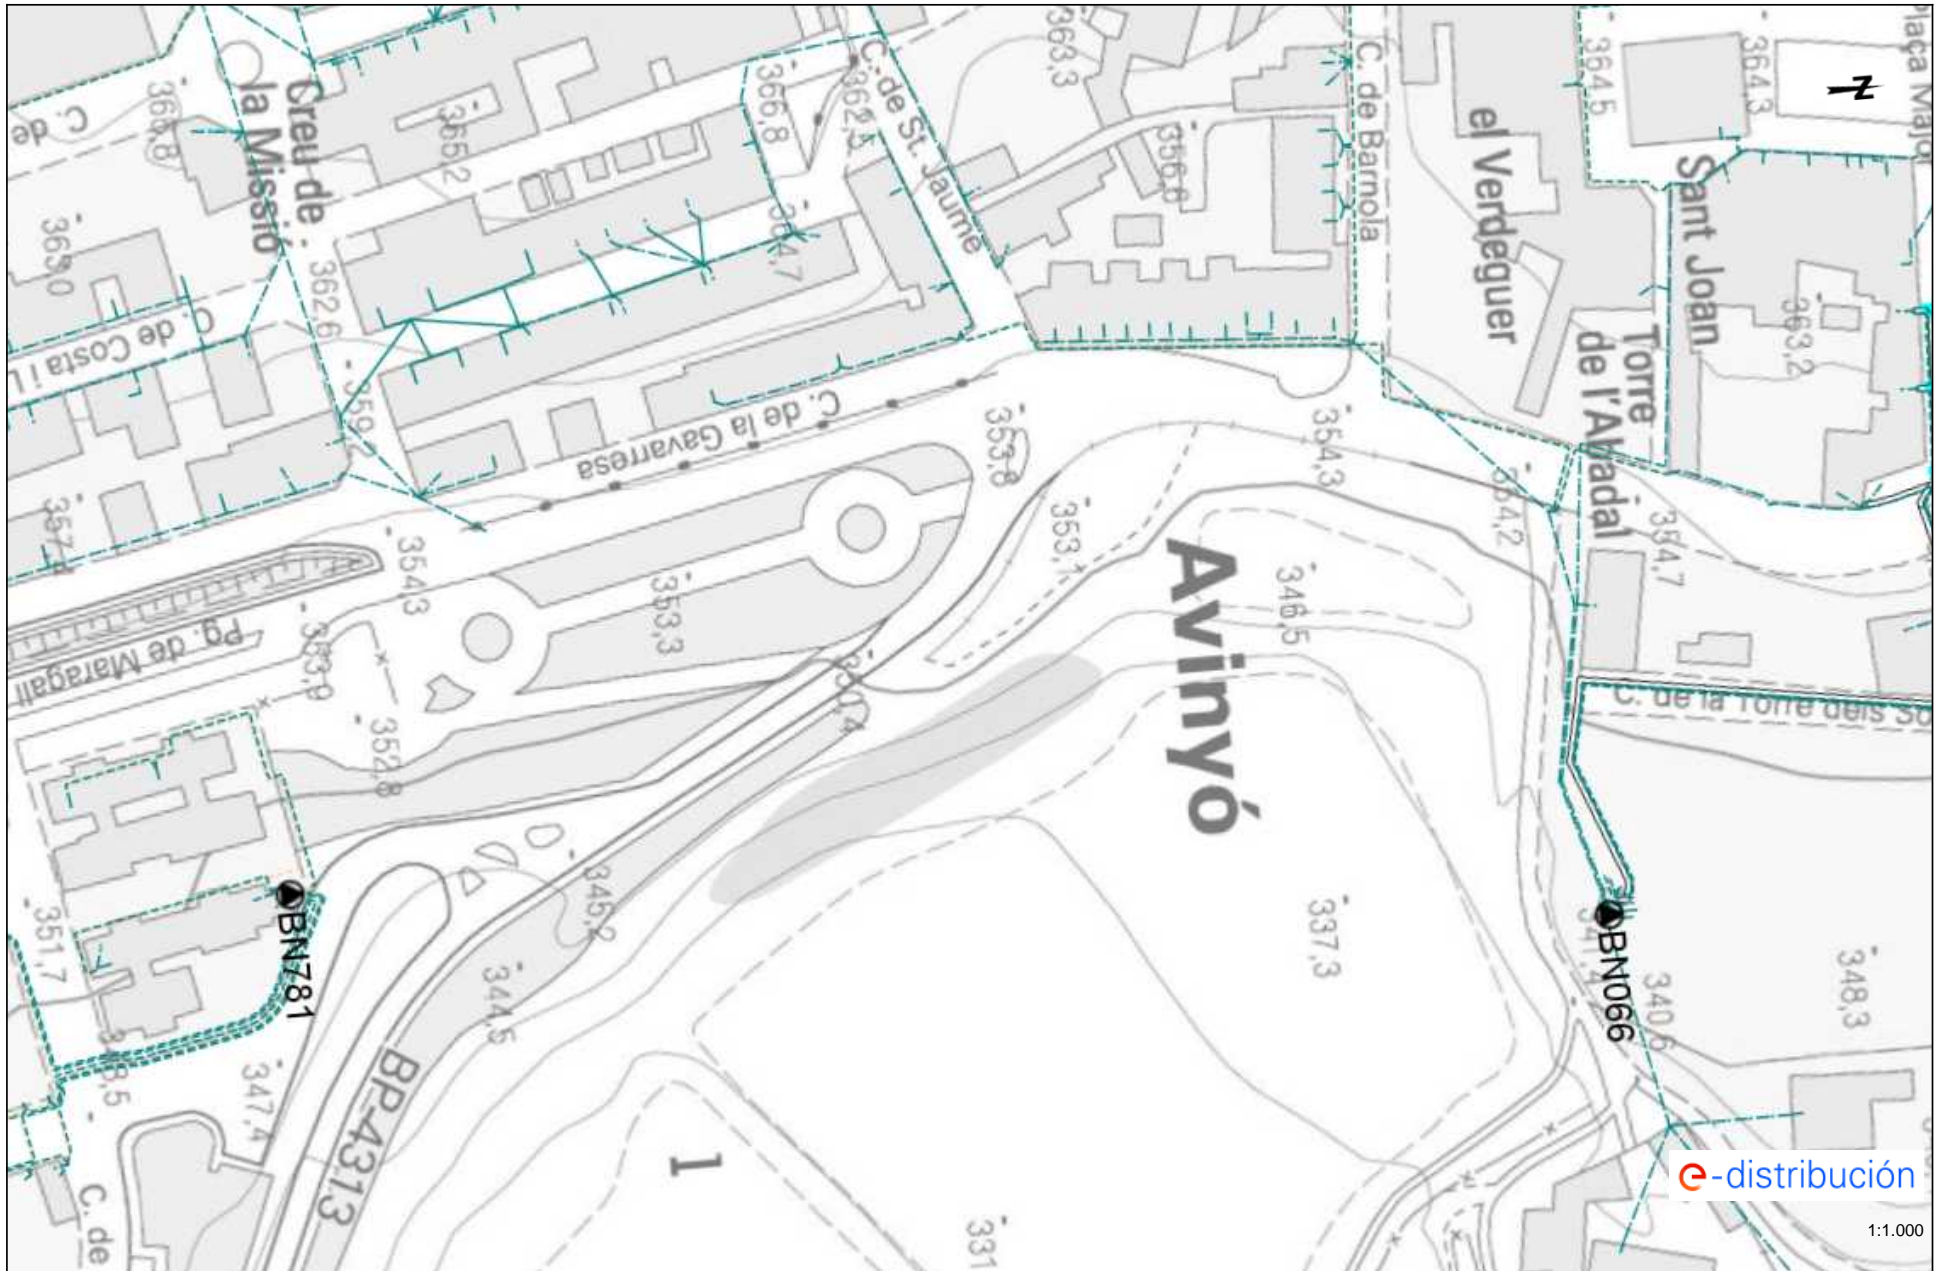 Plaça Major
N
C. de
365,8
Creu de
la Missió
365,2
366,8
362,5
C. de St. Jaume
363,3
356,6
C. de Barnola
el Verdeguer
364,5
364,3
Sant Joan
363,2
Torre
de l'Abadal
365,0
362,6
364,7
C. de Costa i L
359,2
C. de la Gavarresa
353,8
354,3
354,2
354,7
357,4
354,3
353,1
353,3
346,5
Avinyó
Pg. de Maragall
353,9
352,8
350,4
C. de la Torre dels So
351,7
BN781
345,2
344,5
337,3
341,4
BN066
340,6
348,3
347,4
BP-4313
1
331
C. de
e-distribución
1:1.000